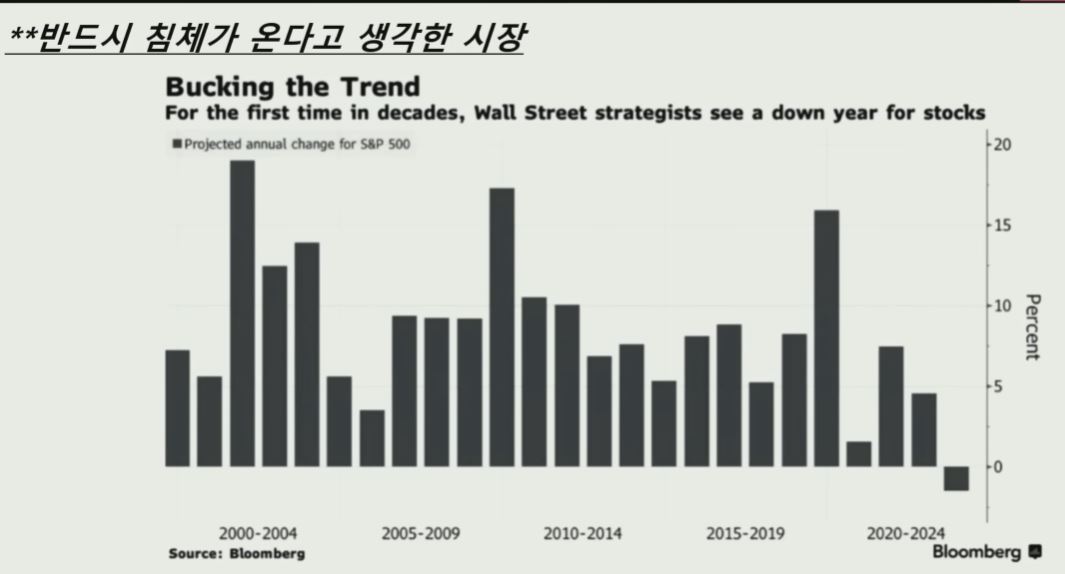 **반드시 침체가 온다고 생각한 시장
Bucking the Trend
For the first time in decades, Wall Street strategists see a down year for stocks
Projected annual change for S&P 500
20
15
10
5
0
Percent
2000-2004 2005-2009 2010-2014 2015-2019 2020-2024
Source: Bloomberg
Bloomberg